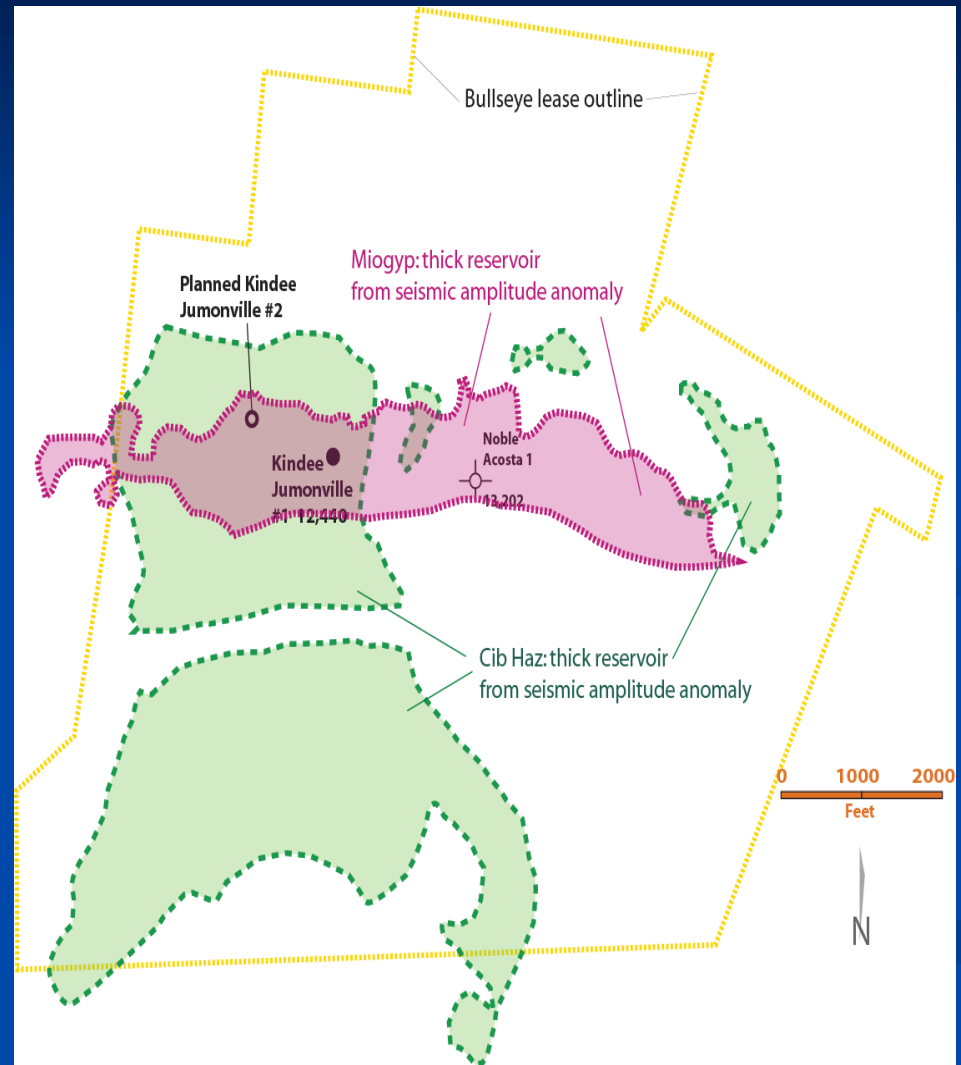 Bullseye lease outline
Miogyp: thick reservoir
from seismic amplitude anomaly
Planned Kindee
Jumonville #2
Noble
Acosta 1
13,202
Kindee
Jumonville
#1 12,440
Cib Haz: thick reservoir
from seismic amplitude anomaly
0 1000 2000
Feet
N